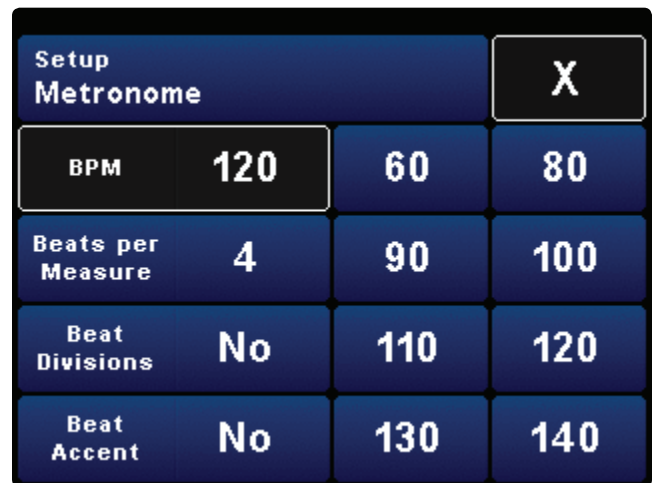 Setup
Metronome
X
BPM 120 60 80
Beats per
Measure
4 90 100
Beat
Divisions
No 110 120
Beat
Accent
No 130 140